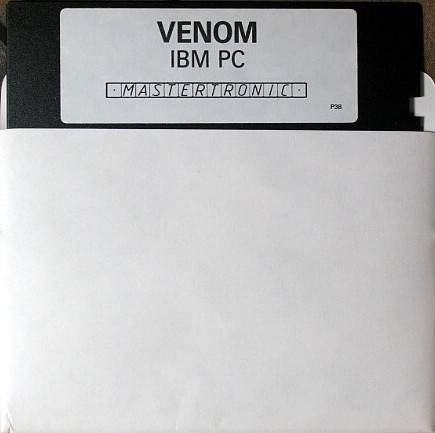 VENOM
IBM PC
·MASTERTRONIC·
P38